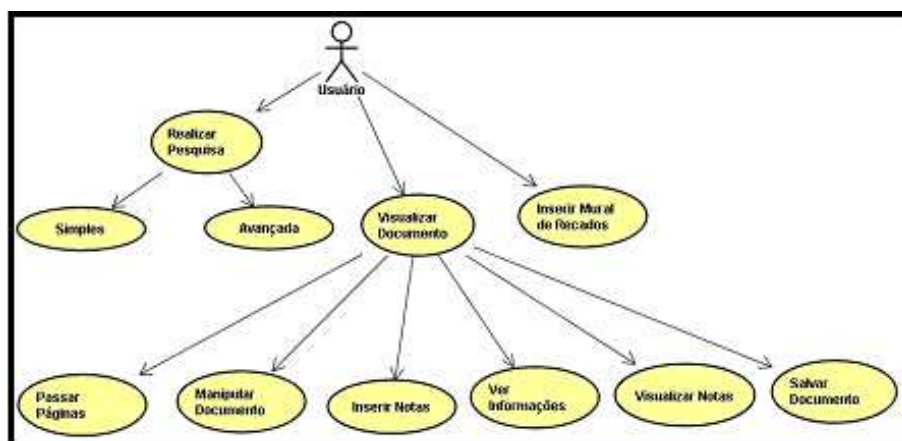 Usuário
Realizar
Pesquisa
Simples
Avançada
Visualizar
Documento
Inserir Mural
de Recados
Passar
Páginas
Manipular
Documento
Inserir Notas
Ver
Informações
Visualizar Notas
Salvar
Documento